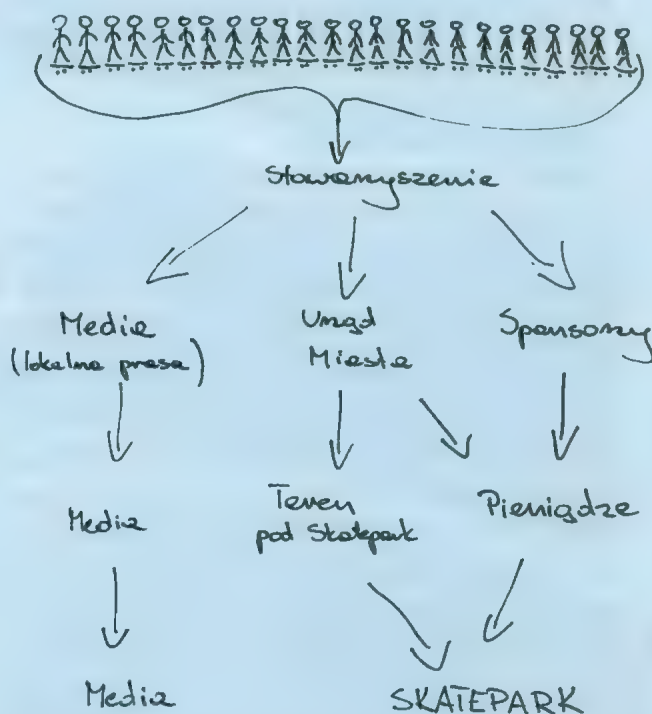 Stowarzyszenie
Media
(lokalna prasa)
Urząd
Miasta
Sponsorzy
Media
Teren
pod Skatepark
Pieniądze
Media
SKATEPARK